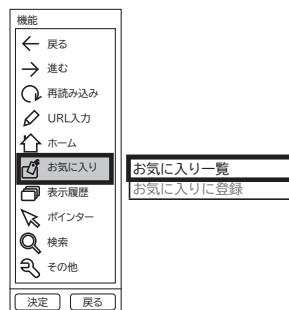 機能
戻る
進む
再読み込み
URL入力
ホーム
お気に入り
お気に入り一覧
お気に入りに登録
表示履歴
ポインター
検索
その他
決定 戻る